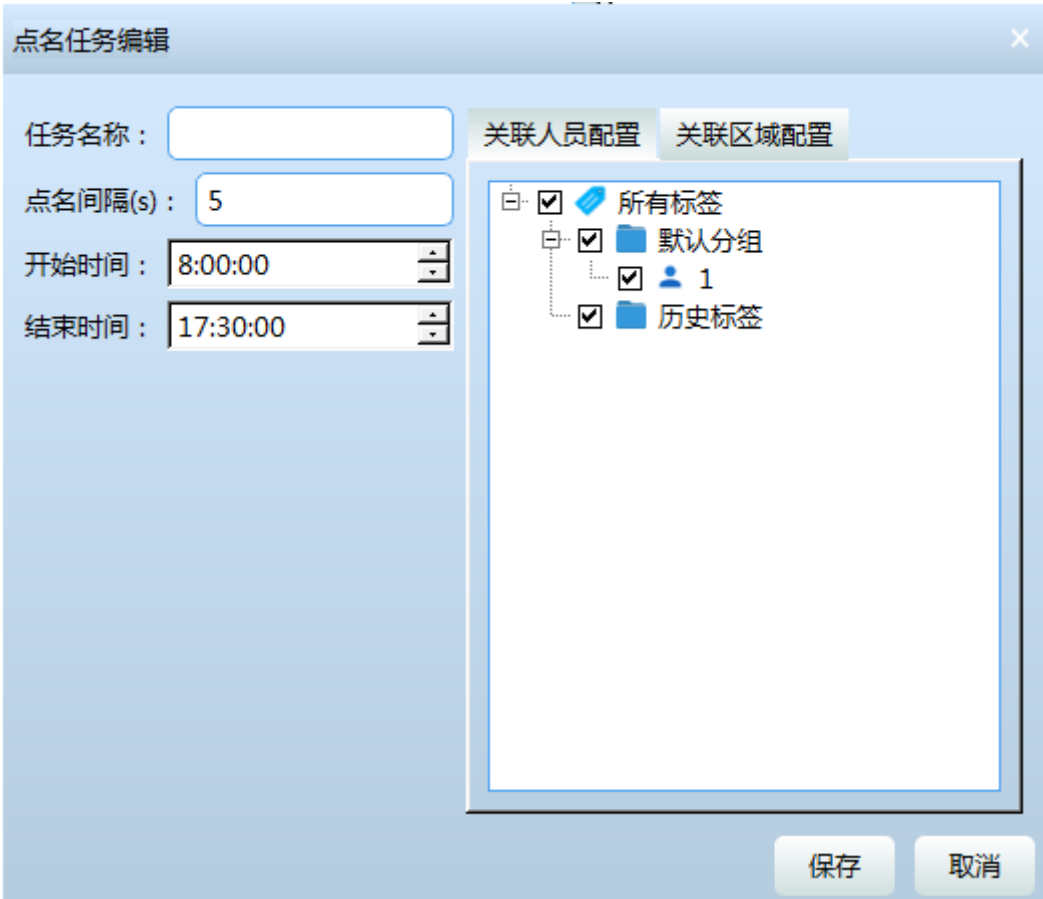 点名任务编辑
任务名称：
点名间隔(s)： 5
开始时间： 8:00:00
结束时间： 17:30:00
关联人员配置 关联区域配置
所有标签
默认分组
1
历史标签
保存 取消